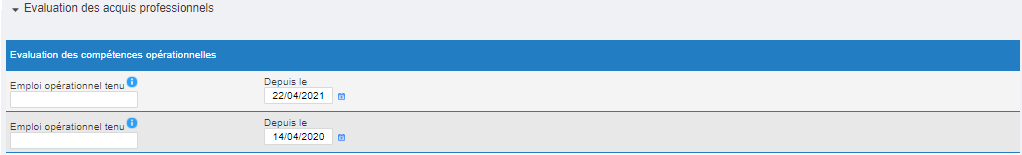 Evaluation des acquis professionnels
Evaluation des compétences opérationnelles
Emploi opérationnel tenu
Depuis le
22/04/2021
Emploi opérationnel tenu
Depuis le
14/04/2020